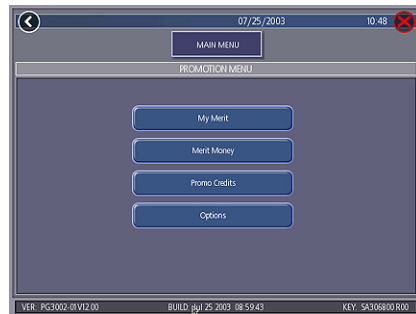 07/25/2003 10:48
MAIN MENU
PROMOTION MENU
My Merit
Merit Money
Promo Credits
Options
VER: PG3002-01V12.00 BUILD: Jul 25 2003 08:59:43 KEY: SA306800 R00